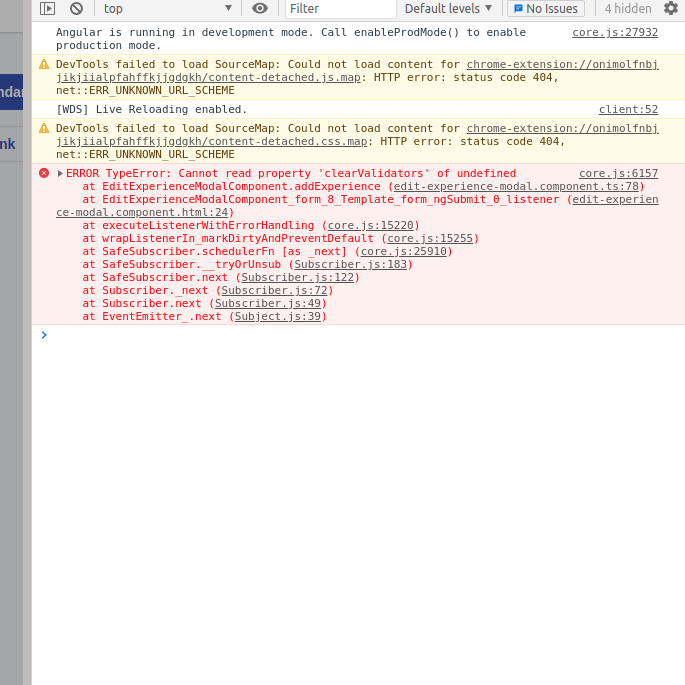 top
Filter
Default levels
No Issues
4 hidden
Angular is running in development mode. Call enableProdMode() to enable core.js:27932
production mode.
DevTools failed to load SourceMap: Could not load content for chrome-extension://onimolfnbj
jikjiialpfahffkjjgdgkh/content-detached.js.map: HTTP error: status code 404,
net::ERR_UNKNOWN_URL_SCHEME
ndar
[WDS] Live Reloading enabled. client:52
DevTools failed to load SourceMap: Could not load content for chrome-extension://onimolfnbj
jikjiialpfahffkjjgdgkh/content-detached.css.map: HTTP error: status code 404,
nk
net::ERR_UNKNOWN_URL_SCHEME
ERROR TypeError: Cannot read property 'clearValidators' of undefined core.js:6157
at EditExperienceModalComponent.addExperience (edit-experience-modal.component.ts:78)
at EditExperienceModalComponent_form_8_Template_form_ngSubmit_0_listener (edit-experien
ce-modal.component.html:24)
at executeListenerWithErrorHandling (core.js:15220)
at wrapListenerIn_markDirtyAndPreventDefault (core.js:15255)
at SafeSubscriber.schedulerFn [as _next] (core.js:25910)
at SafeSubscriber.__tryOrUnsub (Subscriber.js:183)
at SafeSubscriber.next (Subscriber.js:122)
at Subscriber._next (Subscriber.js:72)
at Subscriber.next (Subscriber.js:49)
at EventEmitter_.next (Subject.js:39)